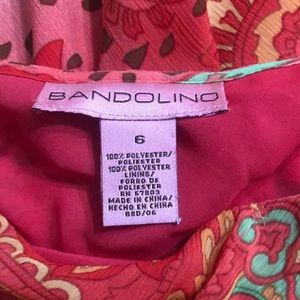 BANDOLINO
6
100% POLYESTER/
POLIESTER
100% POLYESTER
LINING/
FORRO DE
POLIESTER
RN 57803
MADE IN CHINA/
HECHO EN CHINA
BBD/06